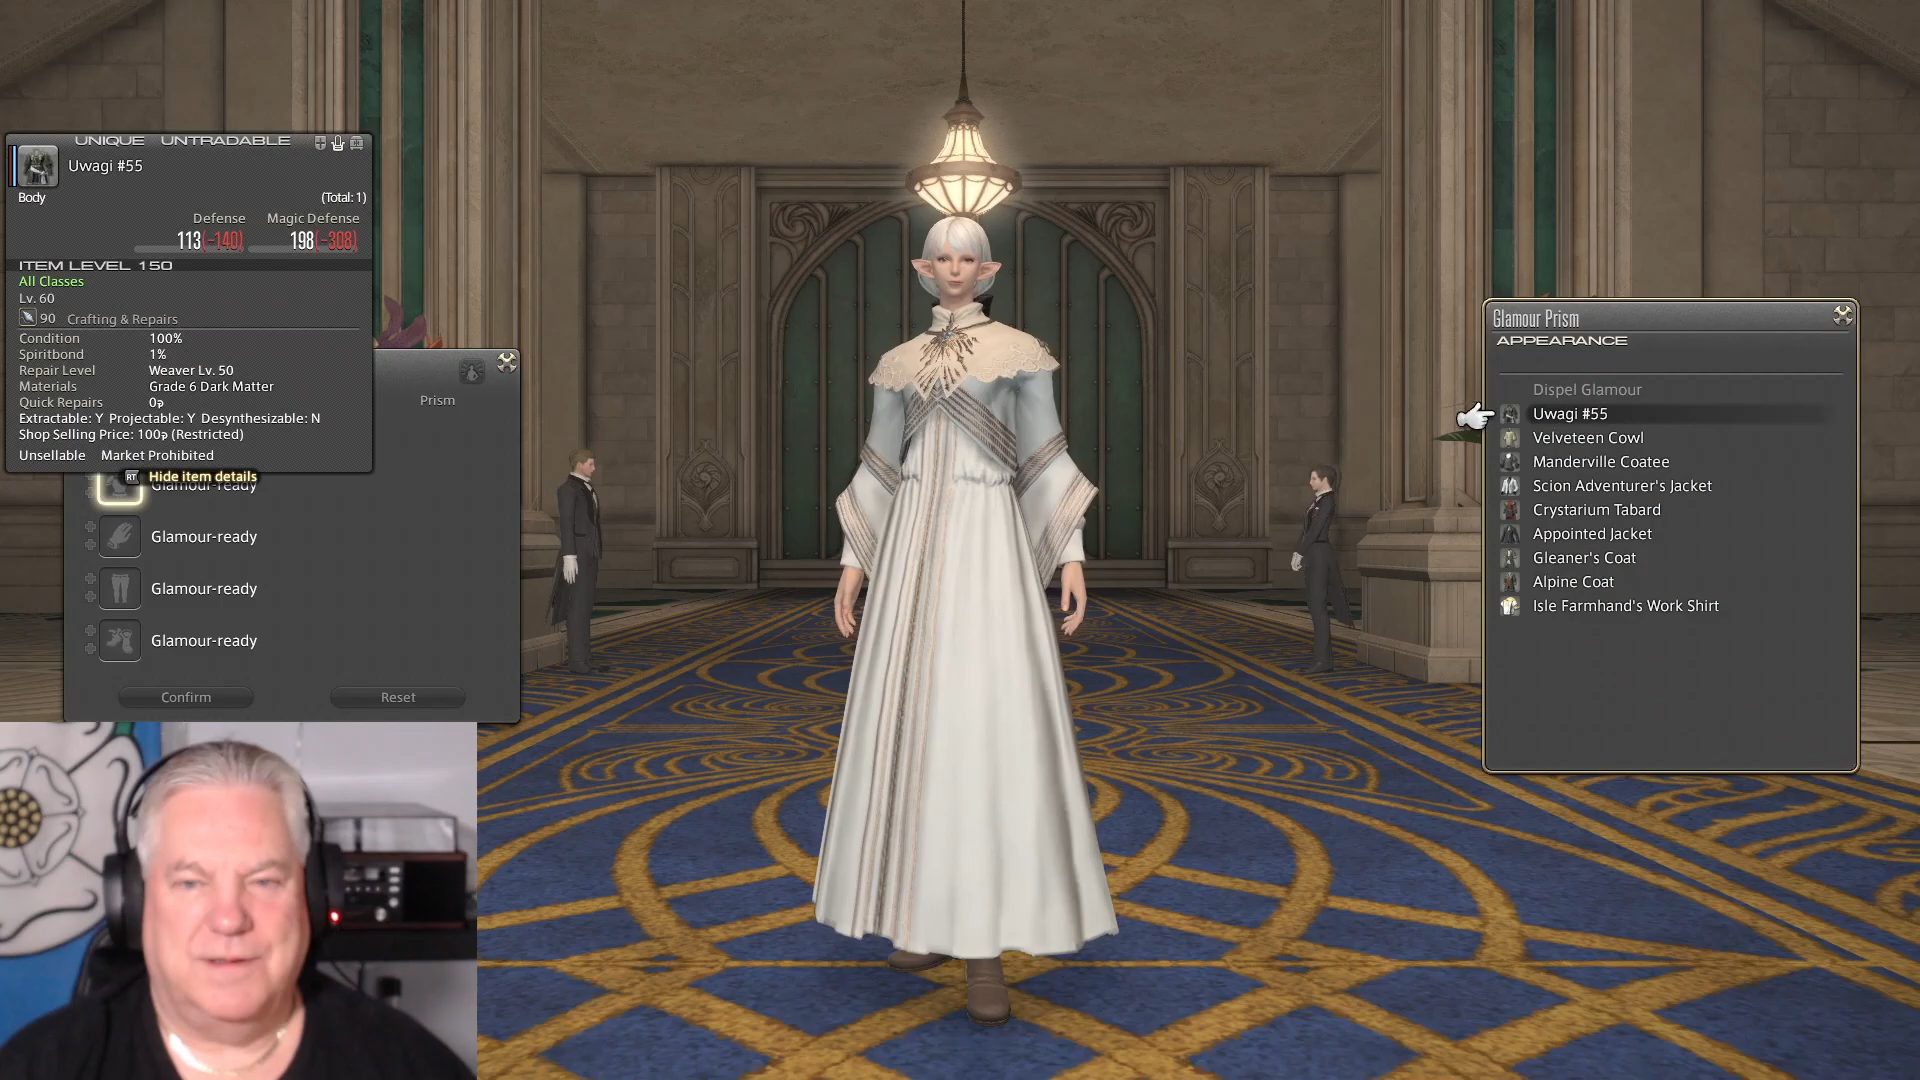 UNIQUE UNTRADABLE
Uwagi #55
Body (Total: 1)
Defense Magic Defense
113(-140) 198(-308)
ITEM LEVEL 150
All Classes
Lv. 60
90 Crafting & Repairs
Condition 100%
Spiritbond 1%
Repair Level Weaver Lv. 50
Materials Grade 6 Dark Matter
Quick Repairs 0
Extractable: Y Projectable: Y Desynthesizable: N
Shop Selling Price: 100 (Restricted)
Unsellable Market Prohibited
RT Hide item details
Prism
Glamour-ready
Glamour-ready
Glamour-ready
Glamour-ready
Confirm Reset
Glamour Prism
APPEARANCE
Dispel Glamour
Uwagi #55
Velveteen Cowl
Manderville Coatee
Scion Adventurer's Jacket
Crystarium Tabard
Appointed Jacket
Gleaner's Coat
Alpine Coat
Isle Farmhand's Work Shirt